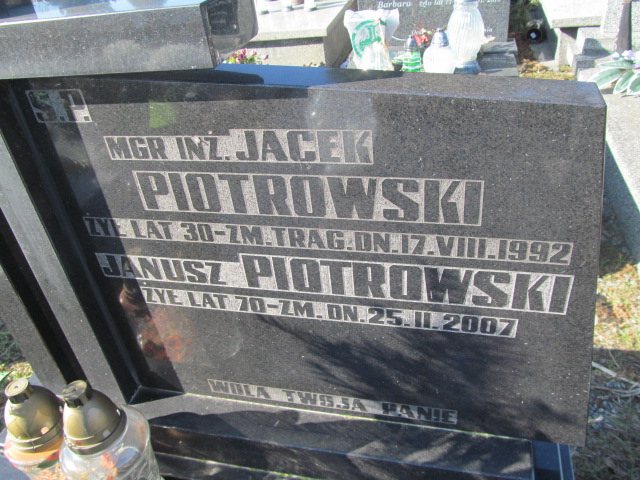 Barbara
Ś.P.
MGR INŻ. JACEK
PIOTROWSKI
ŻYŁ LAT 30-ZM. TRAG. DN. 17. VIII. 1992
JANUSZ PIOTROWSKI
ŻYŁ LAT 70-ZM. DN. 25. II. 2007
WOLA TWOJA PANIE